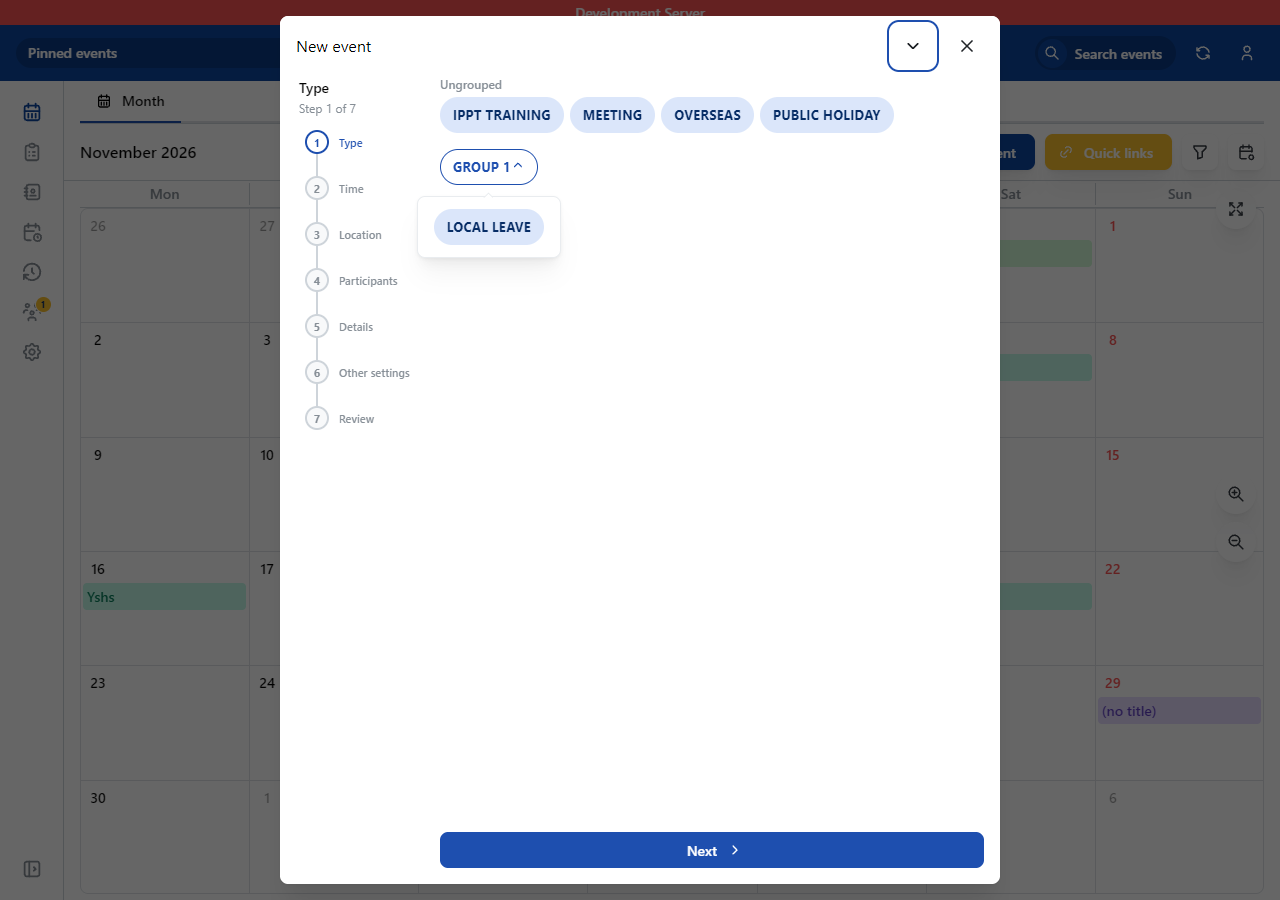 Development Server
Pinned events
New event
Search events
Month
Type
Step 1 of 7
Ungrouped
IPPT TRAINING
MEETING
OVERSEAS
PUBLIC HOLIDAY
November 2026
1 Type
GROUP 1
Quick links
Mon
2 Time
Sat
Sun
LOCAL LEAVE
26
27
3 Location
1
4 Participants
1
2
3
5 Details
8
6 Other settings
7 Review
9
10
15
16
17
22
Yshs
23
24
29
(no title)
30
1
6
Next